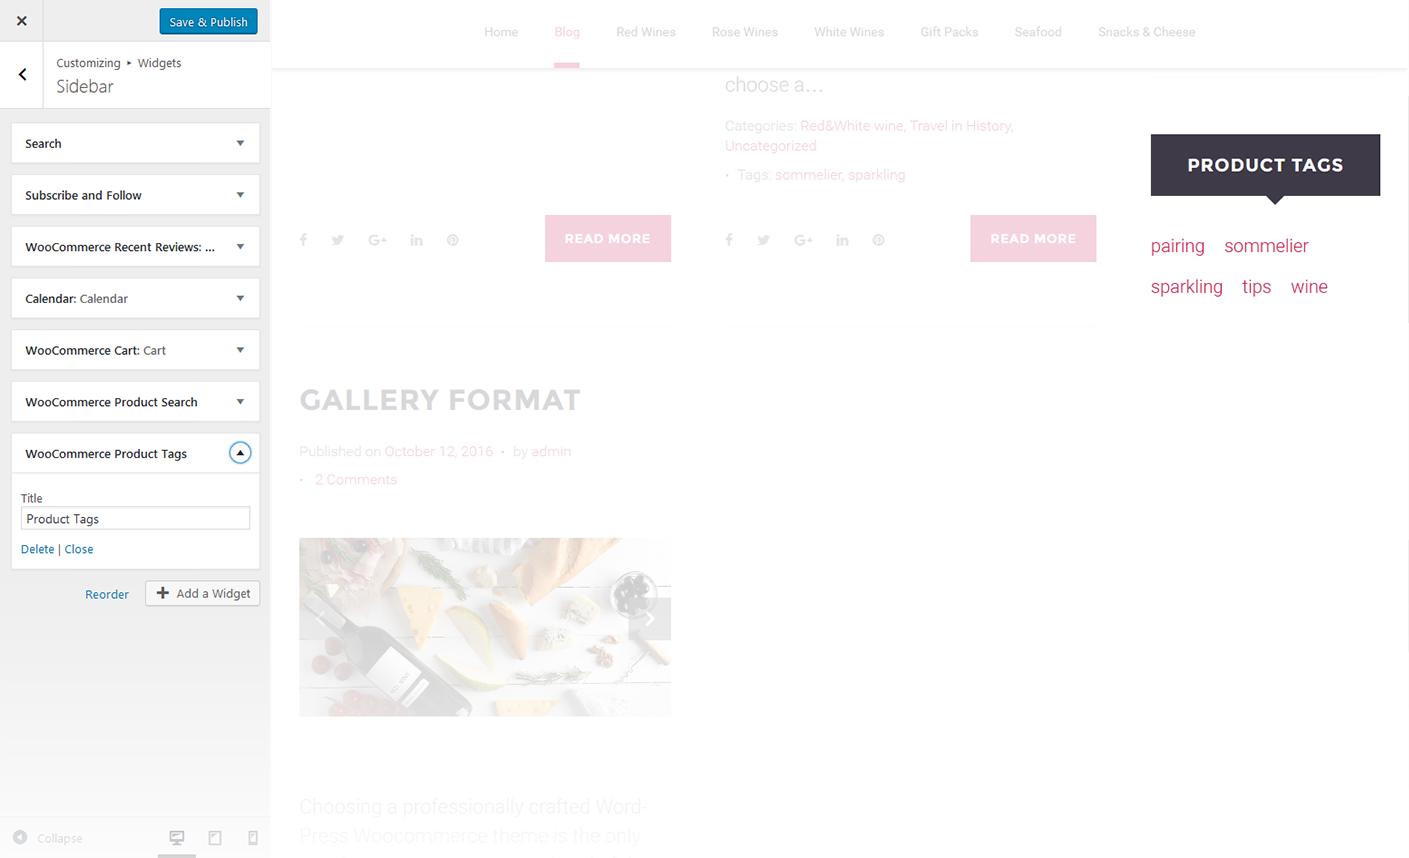 × Save & Publish
Customizing ▸ Widgets
Sidebar
Search
Subscribe and Follow
WooCommerce Recent Reviews: ...
Calendar: Calendar
WooCommerce Cart: Cart
WooCommerce Product Search
WooCommerce Product Tags
Title
Product Tags
Delete | Close
Reorder + Add a Widget
Collapse
Home Blog Red Wines Rose Wines White Wines Gift Packs Seafood Snacks & Cheese
choose a...
Categories: Red&White wine, Travel in History,
Uncategorized
• Tags: sommelier, sparkling
READ MORE
READ MORE
GALLERY FORMAT
Published on October 12, 2016 • by admin
• 2 Comments
Choosing a professionally crafted Word-
Press Woocommerce theme is the only
PRODUCT TAGS
pairing sommelier
sparkling tips wine